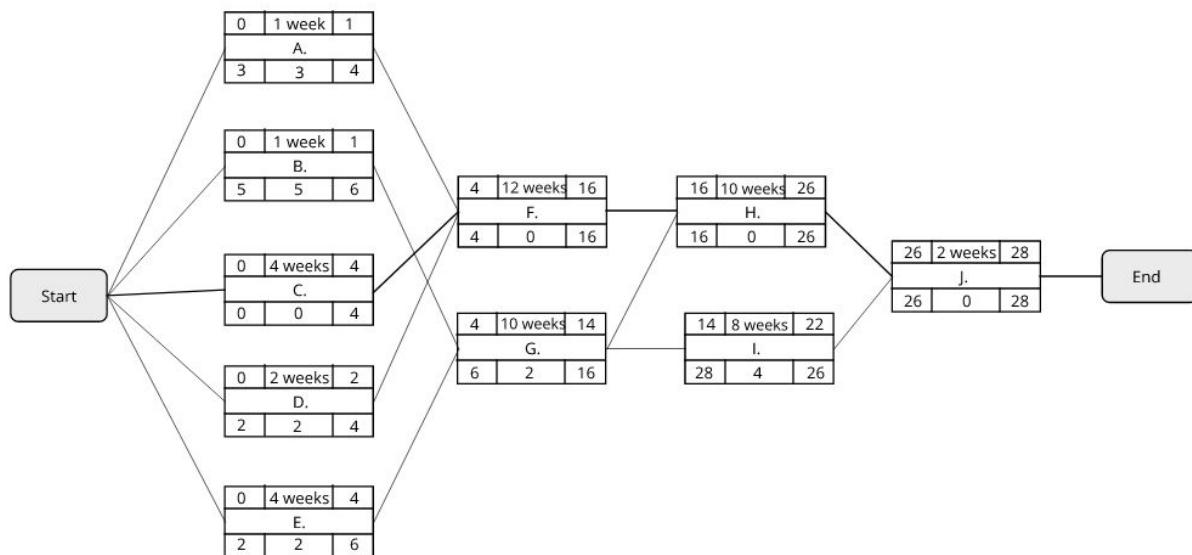 0 1 week 1
A.
3 3 4
0 1 week 1
B.
5 5 6
0 4 weeks 4
C.
0 0 4
0 2 weeks 2
D.
2 2 4
0 4 weeks 4
E.
2 2 6
Start
4 12 weeks 16
F.
4 0 16
4 10 weeks 14
G.
6 2 16
16 10 weeks 26
H.
16 0 26
14 8 weeks 22
I.
28 4 26
26 2 weeks 28
J.
26 0 28
End